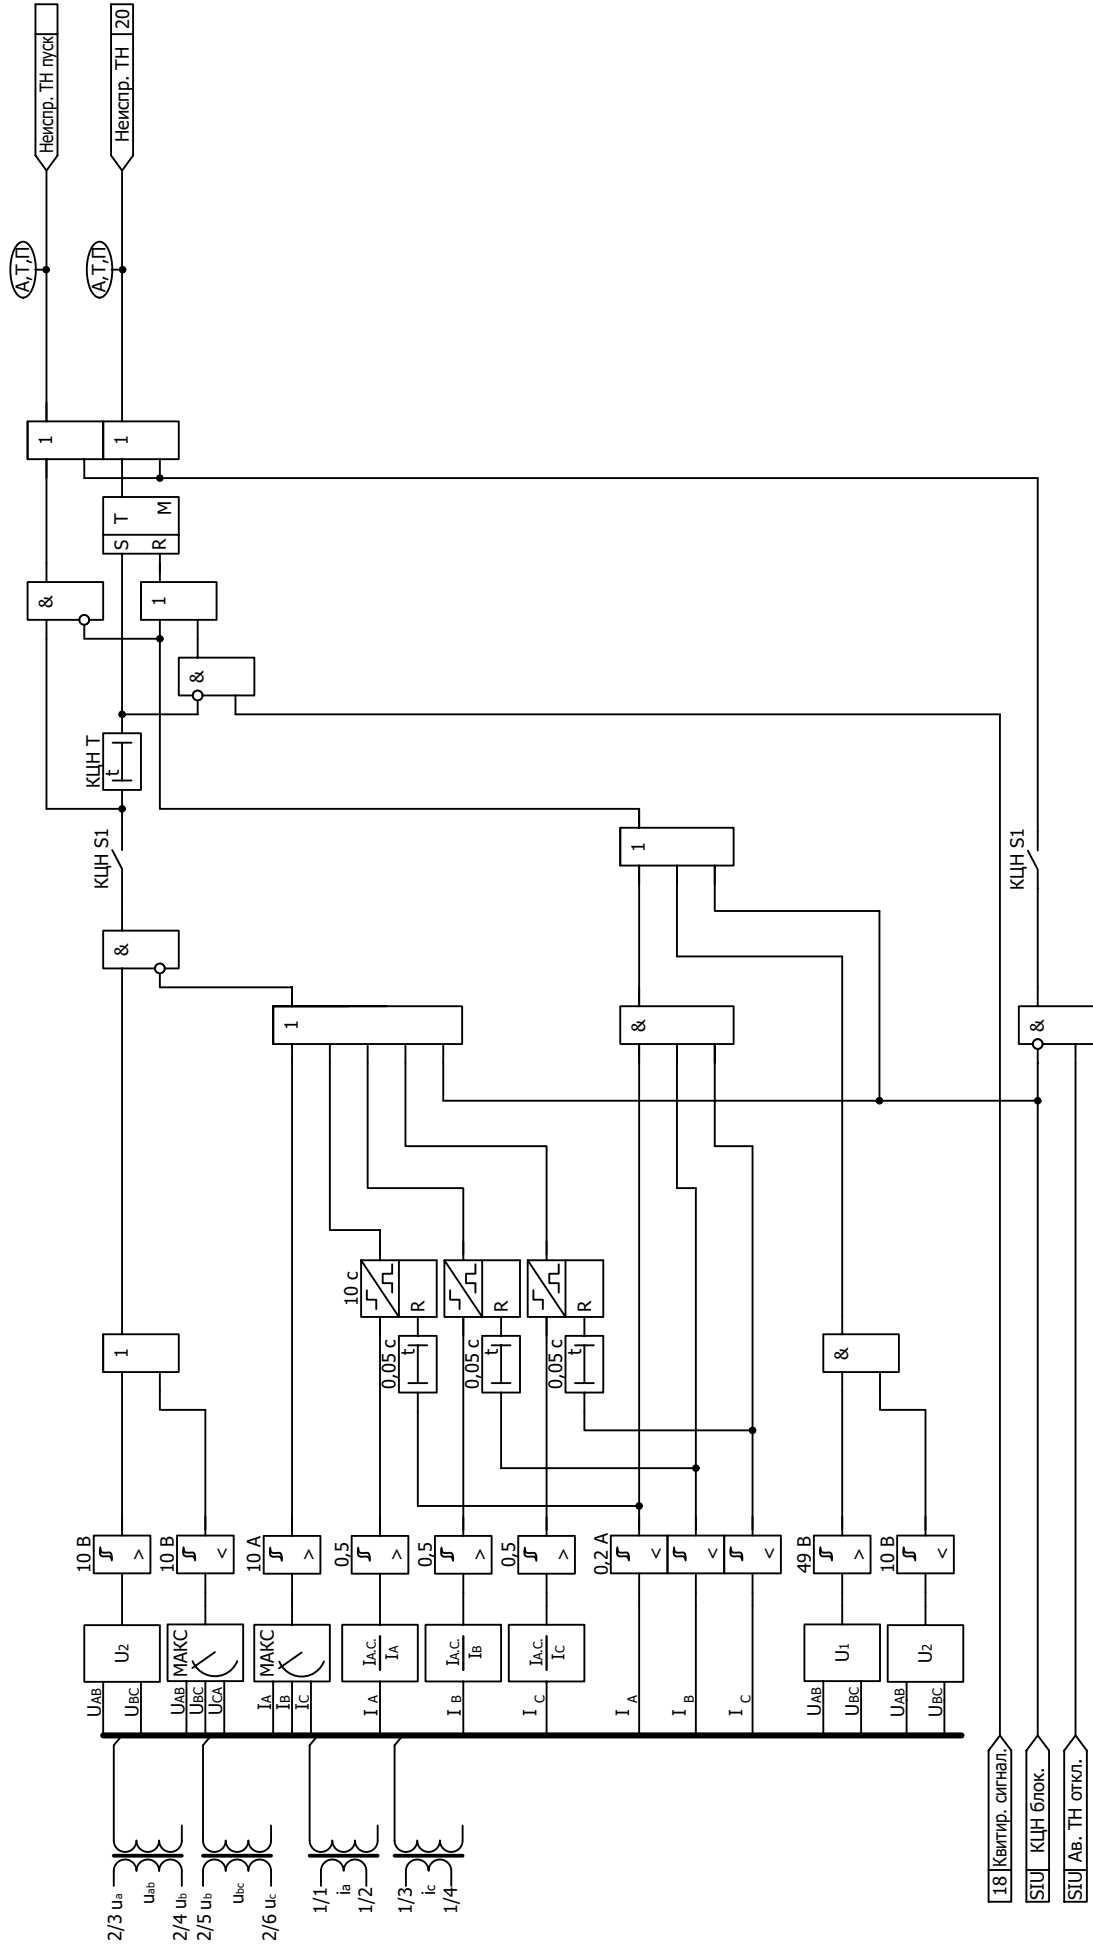 Неиспр. ТН пуск
Неиспр. ТН 20
А,Т,П
А,Т,П
1
1
T
M
S
R
&
1
&
КЦН Т
t
КЦН S1
КЦН S1
&
1
1
&
&
10 с
R
R
R
0,05 с
t
0,05 с
t
0,05 с
t
1
&
10 В
>
10 В
<
10 А
>
0,5
>
0,5
>
0,5
>
0,2 А
<
<
<
49 В
>
10 В
<
U2
МАКС
МАКС
IA.C.
IA
IA.C.
IB
IA.C.
IC
U1
U2
UAB
UBC
UAB
UBC
UCA
IA
IB
IC
I A
I B
I C
I A
I B
I C
UAB
UBC
UAB
UBC
2/3 ua
uab
2/4 ub
2/5 ub
ubc
2/6 uc
1/1
ia
1/2
1/3
ic
1/4
18 Квитир. сигнал.
SIU КЦН блок.
SIU Ав. ТН откл.